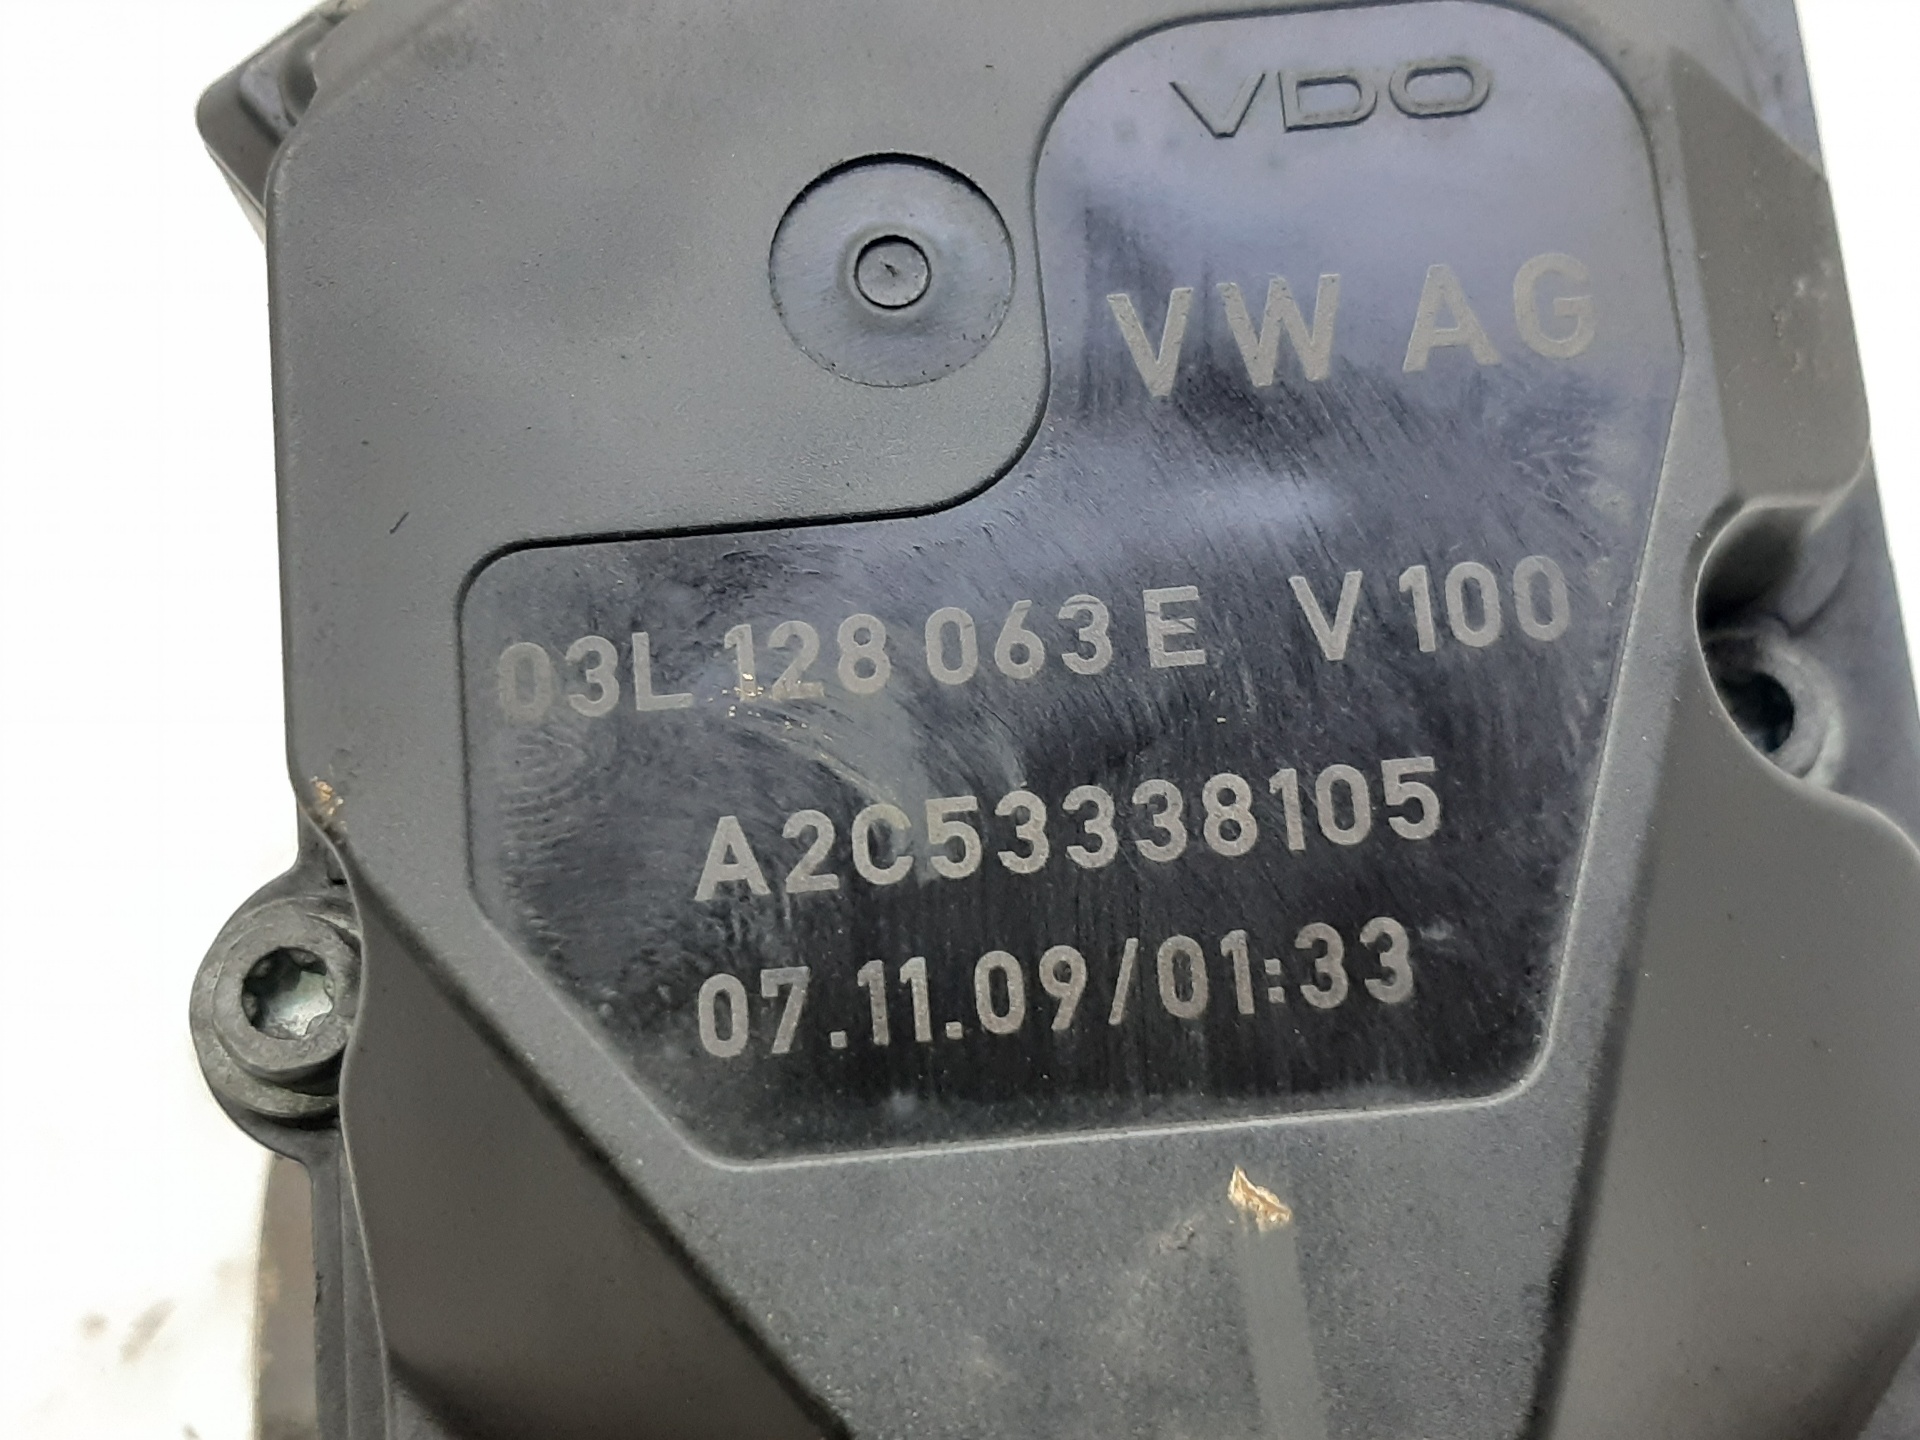 VDO
VW AG
03L 128 063 E V 100
A2C53338105
07.11.09/01:33